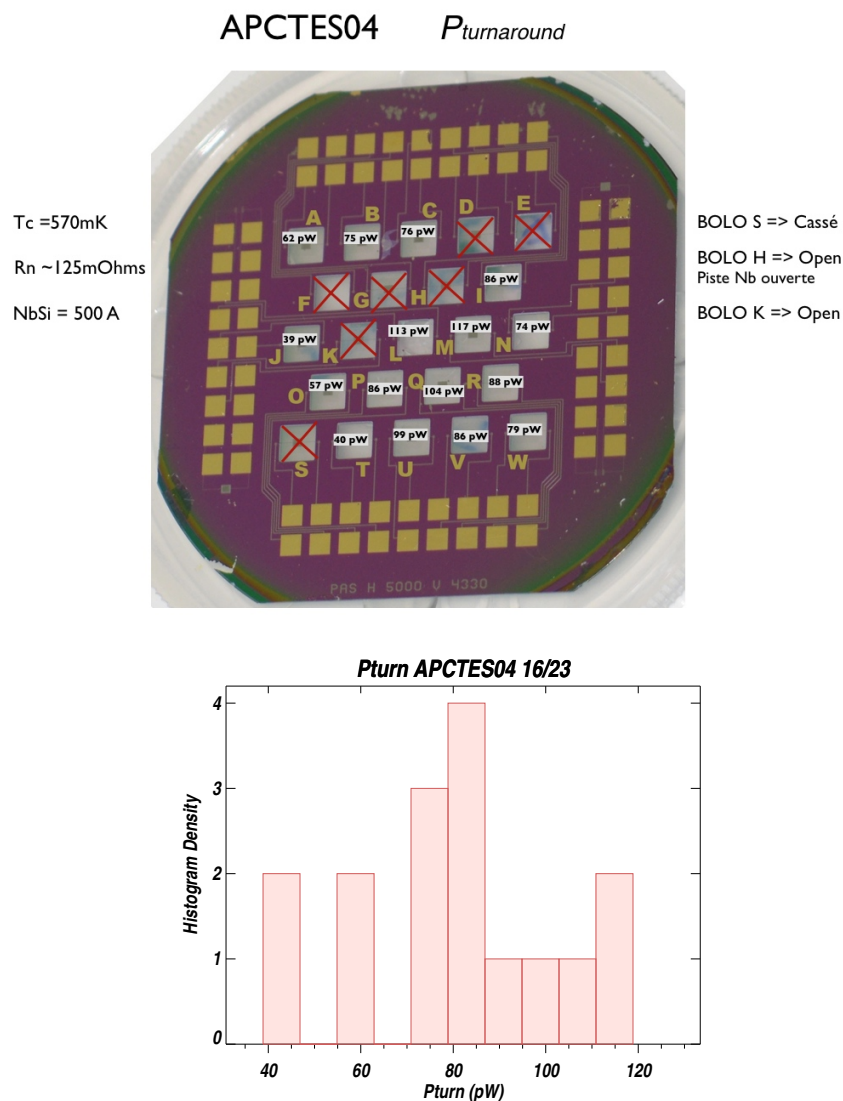 APCTES04 Pturnaround
Tc =570mK
Rn ~125mOhms
NbSi = 500 A
BOLO S => Cassé
BOLO H => Open
Piste Nb ouverte
BOLO K => Open
A B C D E
62 pW 75 pW 76 pW
F G H I
86 pW
J K L M N
39 pW 113 pW 117 pW 74 pW
O P Q R
57 pW 86 pW 104 pW 88 pW
40 pW 99 pW 86 pW 79 pW
S T U V W
PAS H 5000 V 4330
Pturn APCTES04 16/23
Histogram Density
4
3
2
1
0
40 60 80 100 120
Pturn (pW)